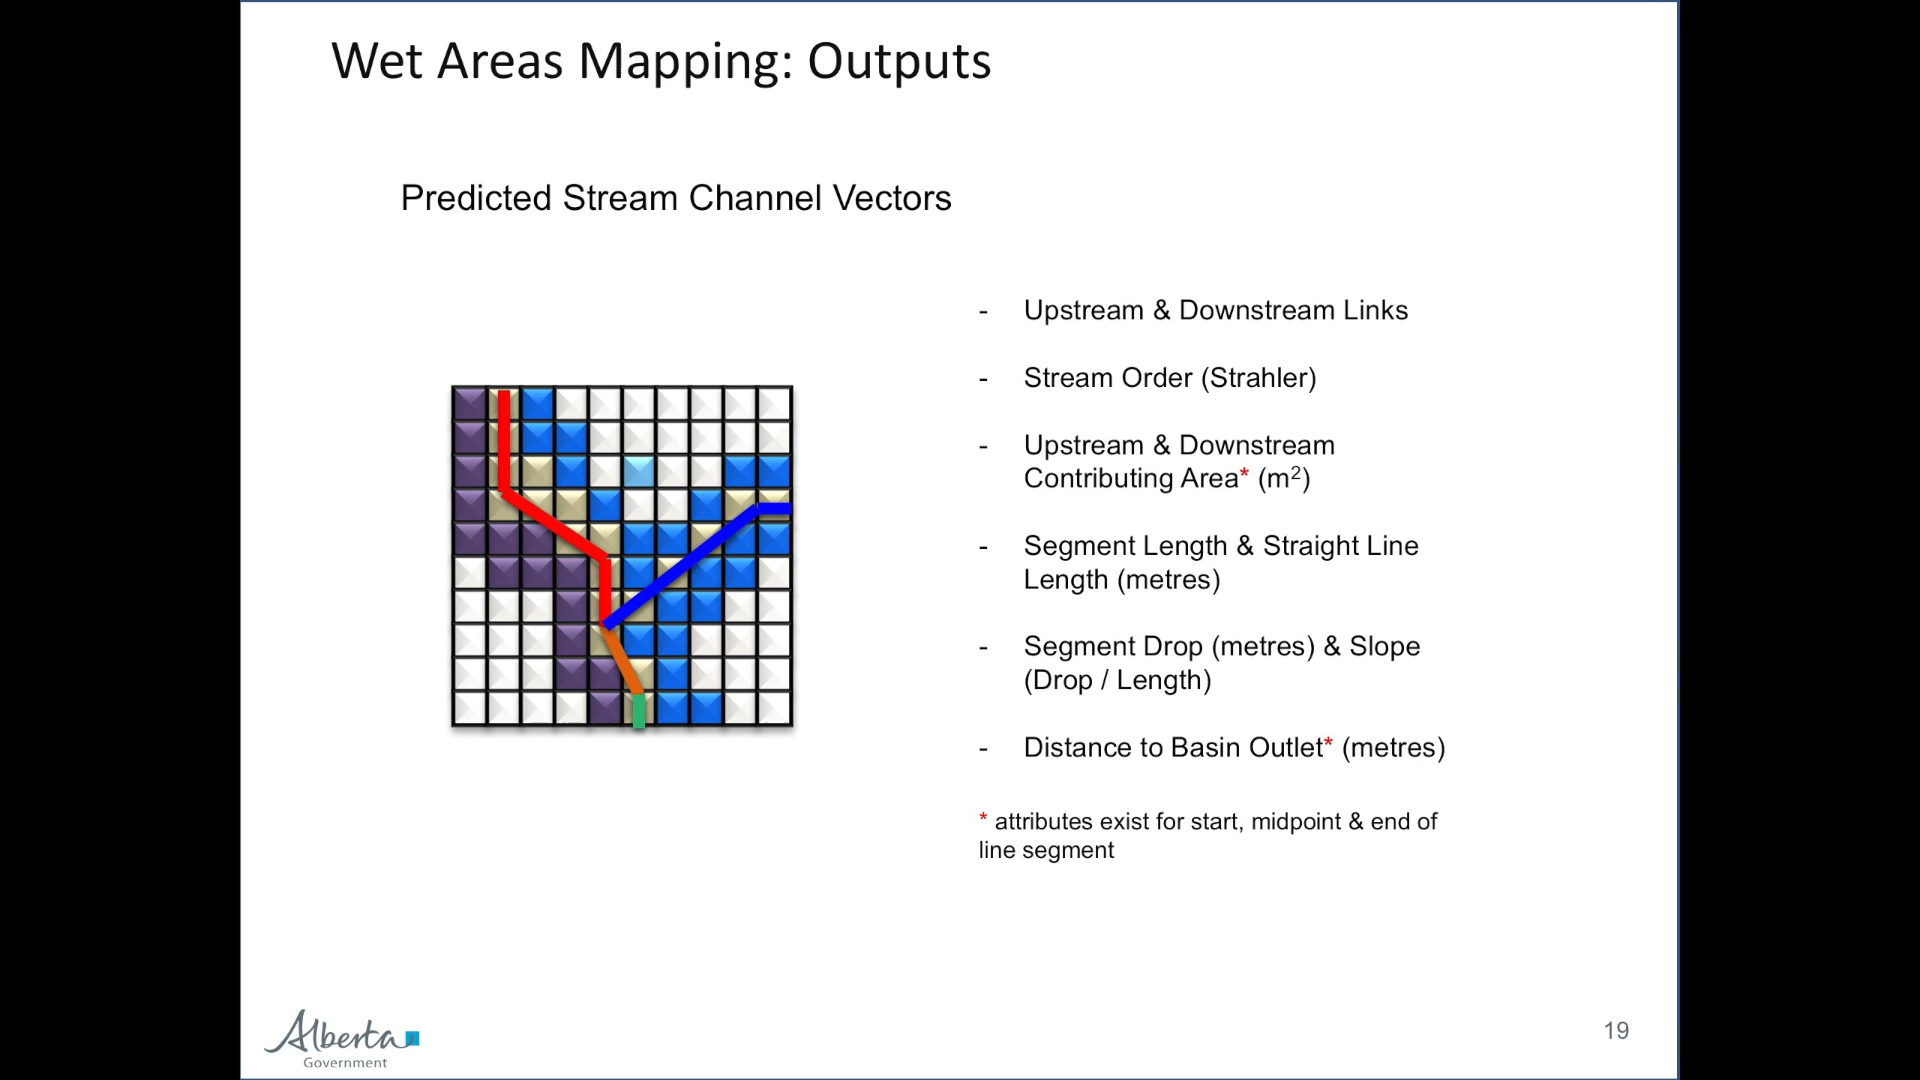 Wet Areas Mapping: Outputs
Predicted Stream Channel Vectors
- Upstream & Downstream Links
- Stream Order (Strahler)
- Upstream & Downstream
Contributing Area* (m²)
- Segment Length & Straight Line
Length (metres)
- Segment Drop (metres) & Slope
(Drop / Length)
- Distance to Basin Outlet* (metres)
* attributes exist for start, midpoint & end of
line segment
Alberta
Government
19